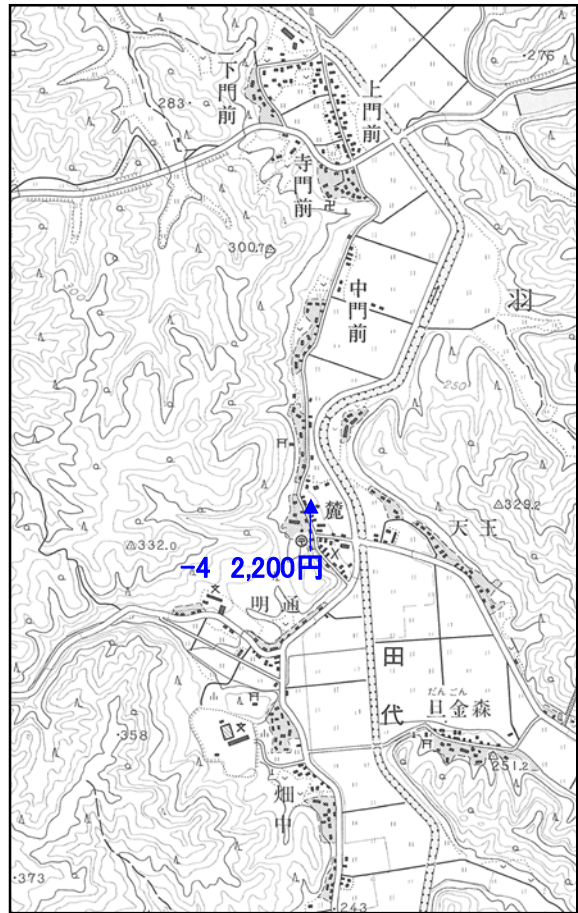 下門前
上門前
・276
283・
寺門前
300.7
中門前
羽
300
250
麓
△329.2
天王
△332.0
-4 2,200円
明通
田代
だんごん
旦金森
・358
251.2
畑中
・373
・243